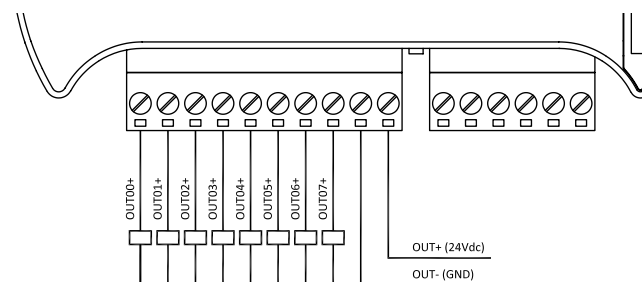 OUT00+
OUT01+
OUT02+
OUT03+
OUT04+
OUT05+
OUT06+
OUT07+
OUT+ (24Vdc)
OUT- (GND)